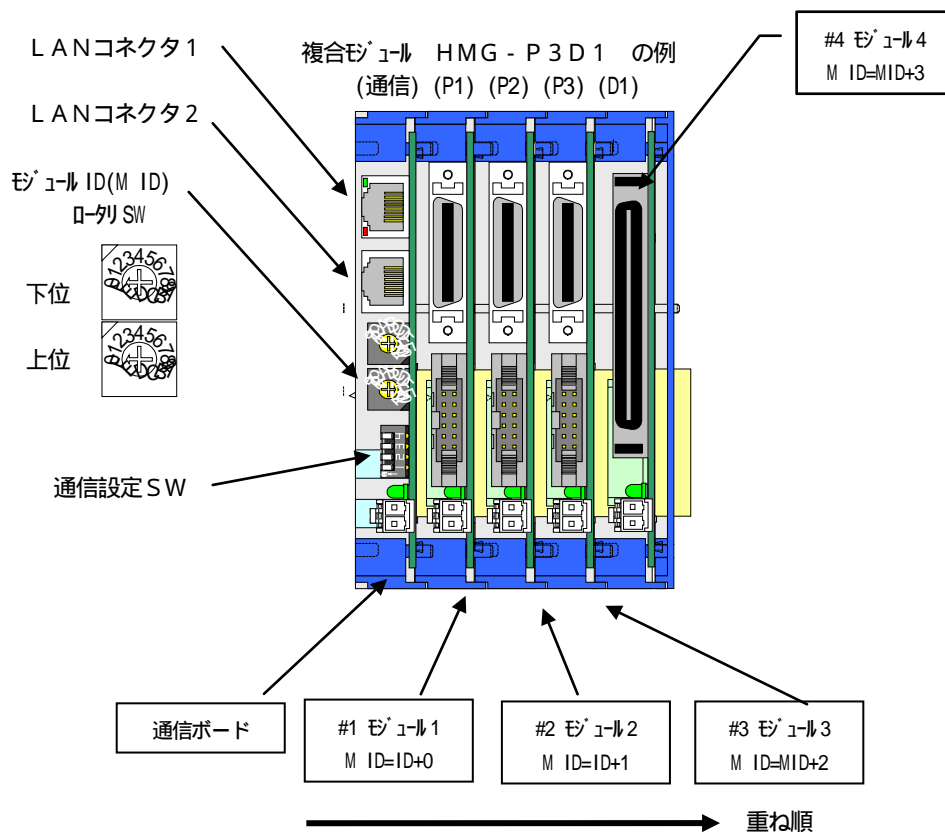 LANコネクタ1
複合モジュール HMG-P3D1 の例
(通信) (P1) (P2) (P3) (D1)
#4 モジュール4
M ID=MID+3
LANコネクタ2
モジュールID(M ID)
ロータリSW
下位
上位
通信設定SW
通信ボード
#1 モジュール1
M ID=ID+0
#2 モジュール2
M ID=ID+1
#3 モジュール3
M ID=MID+2
重ね順